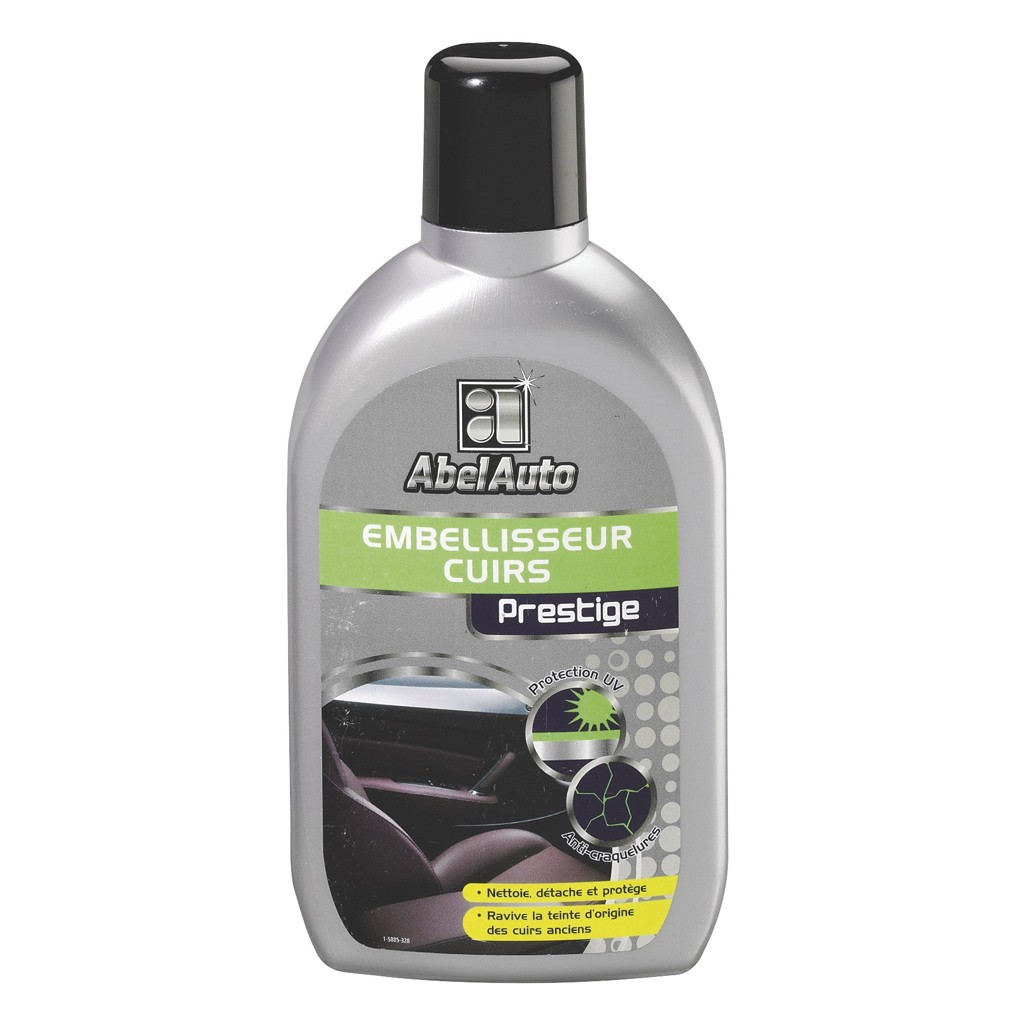 AbelAuto
EMBELLISSEUR
CUIRS
Prestige
Protection UV
Anti-craquelures
• Nettoie, détache et protège
• Ravive la teinte d'origine
des cuirs anciens
1-5885-328